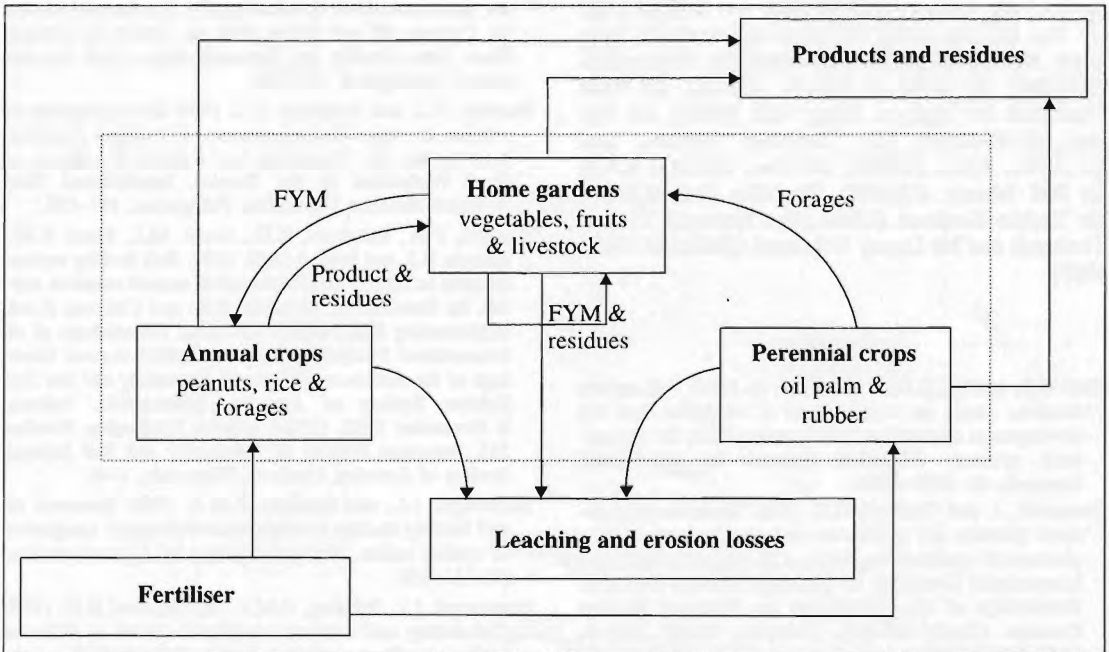 Products and residues
Home gardens
vegetables, fruits
& livestock
FYM
Forages
Product &
residues
FYM &
residues
Annual crops
peanuts, rice &
forages
Perennial crops
oil palm &
rubber
Leaching and erosion losses
Fertiliser